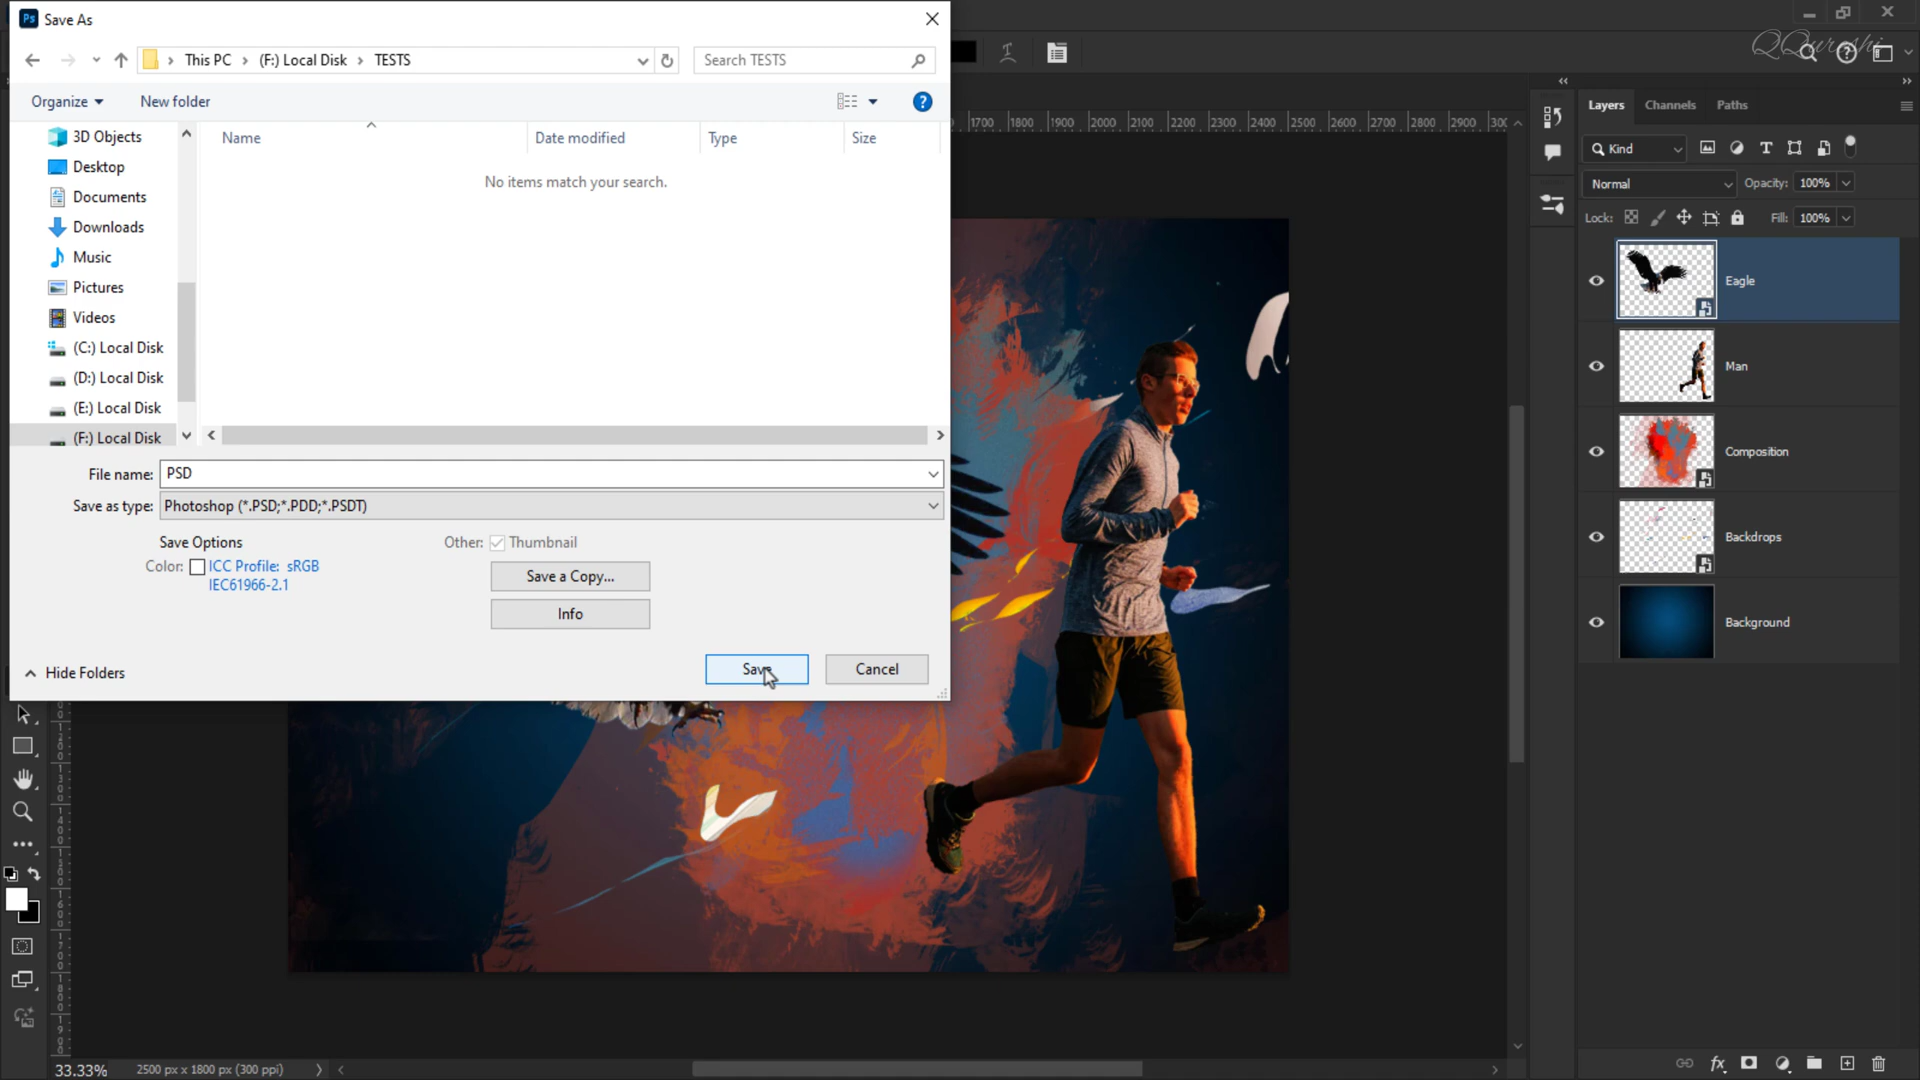 Ps Save As
This PC (F:) Local Disk TESTS
Search TESTS
Organize New folder
?
Name Date modified Type Size
No items match your search.
3D Objects
Desktop
Documents
Downloads
Music
Pictures
Videos
(C:) Local Disk
(D:) Local Disk
(E:) Local Disk
(F:) Local Disk
File name: PSD
Save as type: Photoshop (*.PSD;*.PDD;*.PSDT)
Save Options
Color: ICC Profile: sRGB
IEC61966-2.1
Other: Thumbnail
Save a Copy...
Info
Save Cancel
Hide Folders
1700 1800 1900 2000 2100 2200 2300 2400 2500 2600 2700 2800 2900 300
Layers Channels Paths
Kind
Normal Opacity: 100%
Lock: Fill: 100%
Eagle
Man
Composition
Backdrops
Background
fx
33.33% 2500 px x 1800 px (300 ppi)